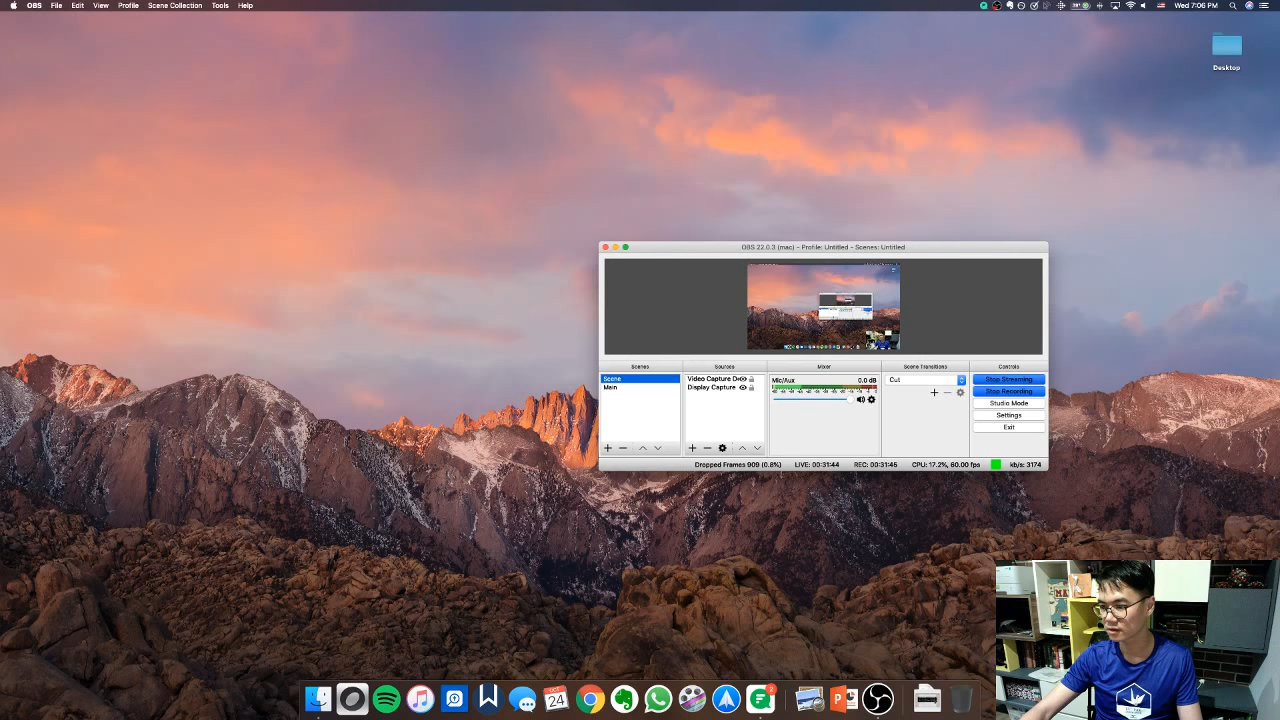 OBS File Edit View Profile Scene Collection Tools Help Wed 7:06 PM
Desktop
OBS 22.0.3 (mac) - Profile: Untitled - Scenes: Untitled
Scenes Sources Mixer Scene Transitions Controls
Scene Video Capture De Mic/Aux 0.0 dB Cut Stop Streaming
Main Display Capture Stop Recording
Studio Mode
Settings
Exit
Dropped Frames 909 (0.8%) LIVE: 00:31:44 REC: 00:31:45 CPU: 17.2%, 60.00 fps kb/s: 3174
24
2